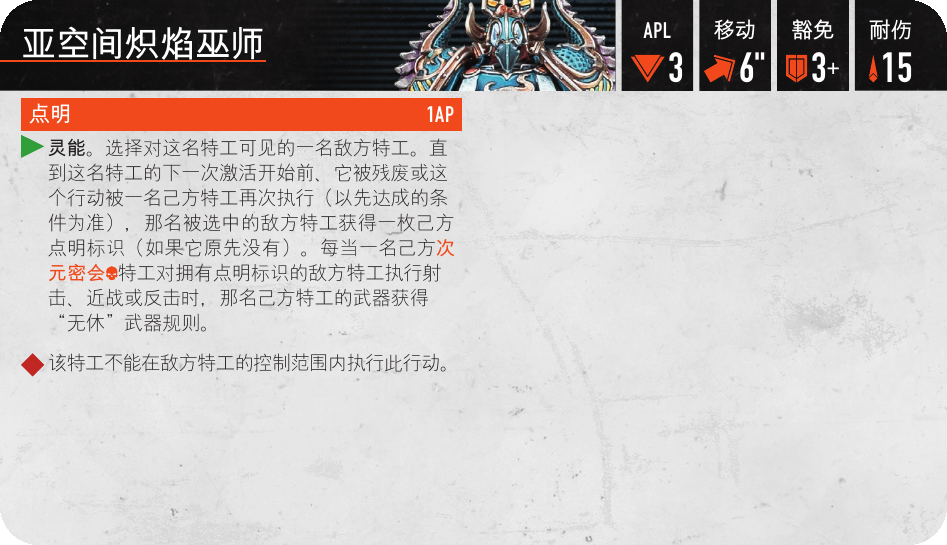 亚空间炽焰巫师
APL
3
移动
6"
豁免
3+
耐伤
15
点明
1AP
灵能。选择对这名特工可见的一名敌方特工。直
到这名特工的下一次激活开始前、它被残废或这
个行动被一名己方特工再次执行（以先达成的条
件为准），那名被选中的敌方特工获得一枚己方
点明标识（如果它原先没有）。每当一名己方次
元密会特工对拥有点明标识的敌方特工执行射
击、近战或反击时，那名己方特工的武器获得
“无休”武器规则。
该特工不能在敌方特工的控制范围内执行此行动。